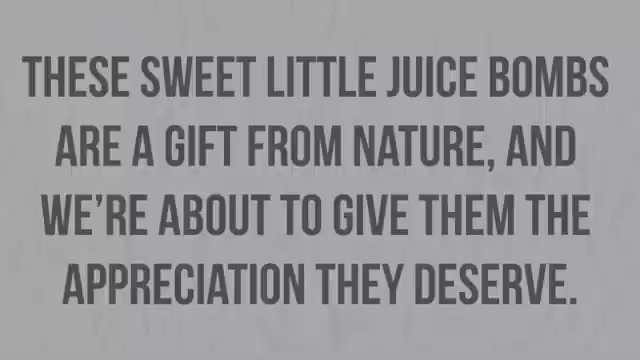 THESE SWEET LITTLE JUICE BOMBS
ARE A GIFT FROM NATURE, AND
WE'RE ABOUT TO GIVE THEM THE
APPRECIATION THEY DESERVE.